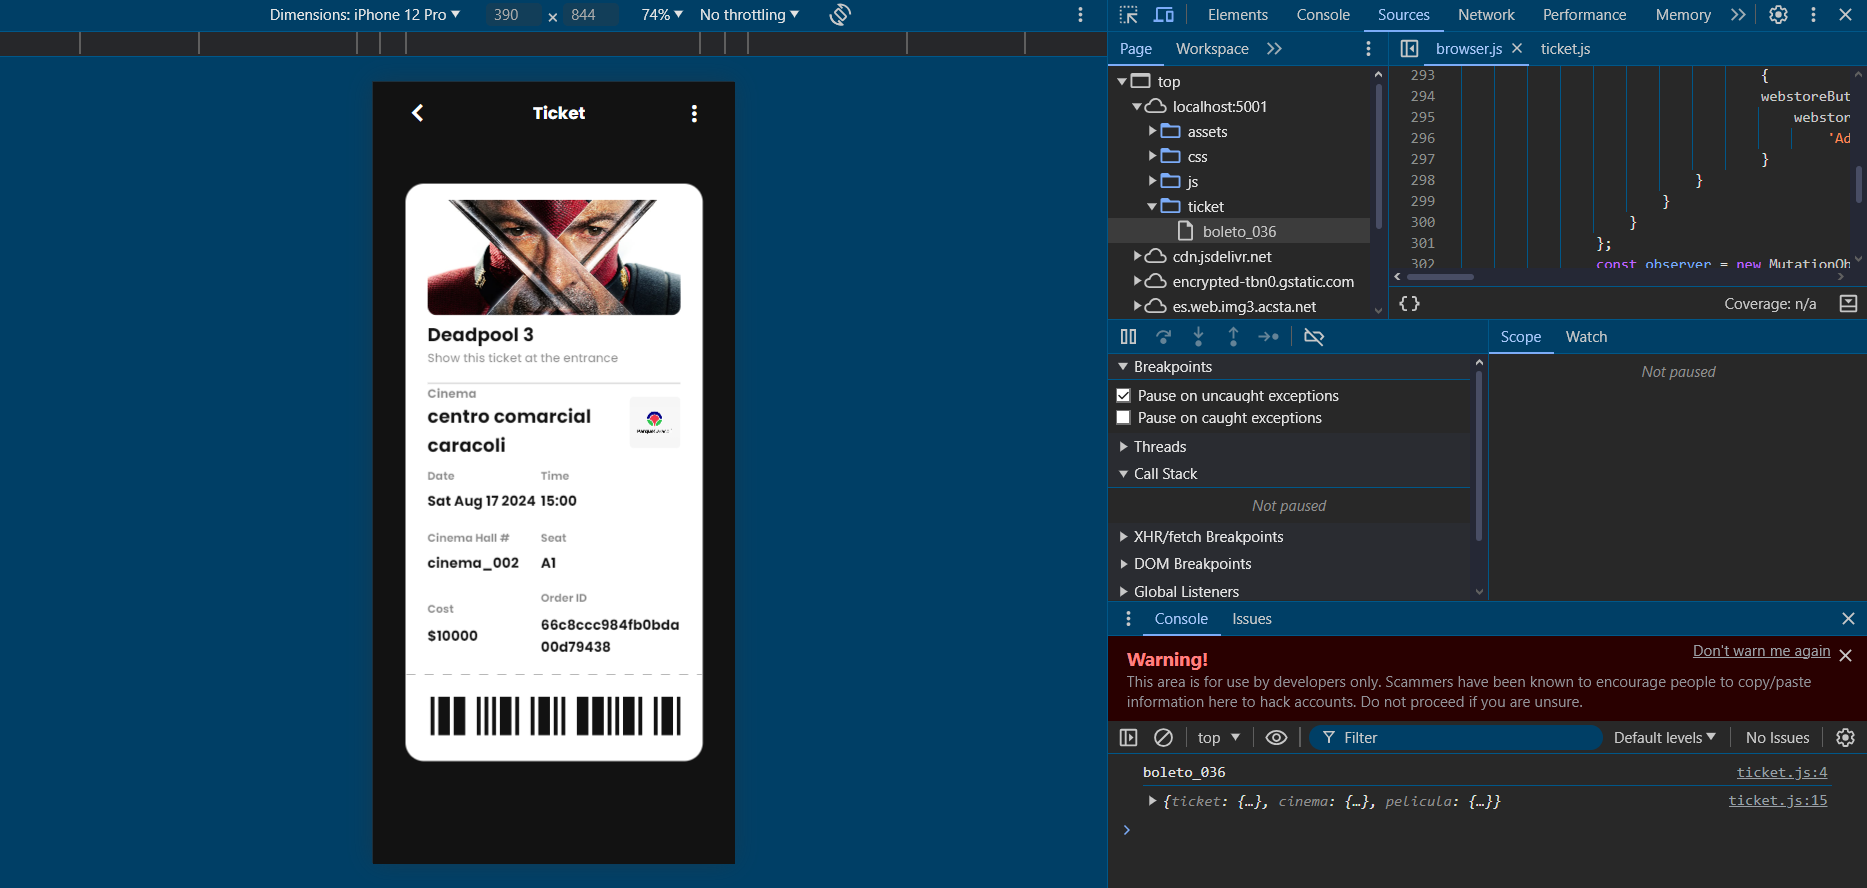 Dimensions: iPhone 12 Pro 390 × 844 74% No throttling
Ticket
Deadpool 3
Show this ticket at the entrance
Cinema
centro comarcial
caracoli
Date Time
Sat Aug 17 2024 15:00
Cinema Hall # Seat
cinema_002 A1
Cost Order ID
$10000 66c8ccc984fb0bda
00d79438
Elements Console Sources Network Performance Memory
Page Workspace
top
localhost:5001
assets
css
js
ticket
boleto_036
cdn.jsdelivr.net
encrypted-tbn0.gstatic.com
es.web.img3.acsta.net
browser.js ticket.js
293 {
294 webstoreBut
295 webstor
296 'Ad
297 }
298 }
299 }
300 }
301 };
302 const observer = new MutationOb
{} Coverage: n/a
Breakpoints
Pause on uncaught exceptions
Pause on caught exceptions
Threads
Call Stack
Not paused
XHR/fetch Breakpoints
DOM Breakpoints
Global Listeners
Scope Watch
Not paused
Console Issues
Warning! Don't warn me again
This area is for use by developers only. Scammers have been known to encourage people to copy/paste
information here to hack accounts. Do not proceed if you are unsure.
top Filter Default levels No Issues
boleto_036 ticket.js:4
{ticket: {…}, cinema: {…}, pelicula: {…}} ticket.js:15